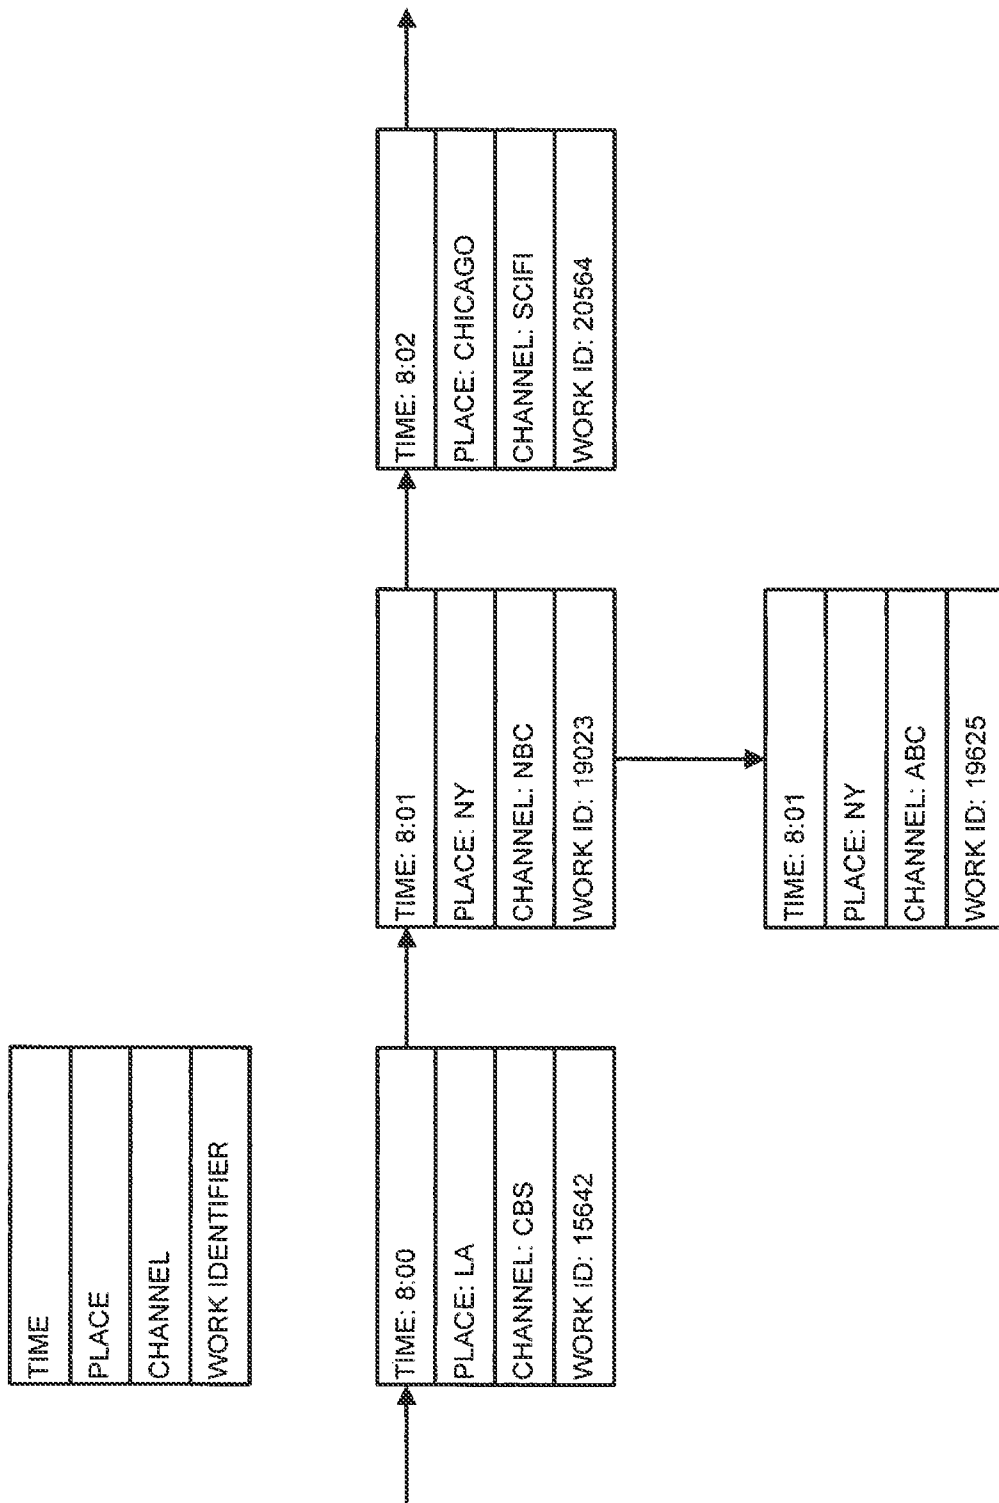 TIME
PLACE
CHANNEL
WORK IDENTIFIER
TIME: 8:00
PLACE: LA
CHANNEL: CBS
WORK ID: 15642
TIME: 8:01
PLACE: NY
CHANNEL: NBC
WORK ID: 19023
TIME: 8:02
PLACE: CHICAGO
CHANNEL: SCIFI
WORK ID: 20564
TIME: 8:01
PLACE: NY
CHANNEL: ABC
WORK ID: 19625